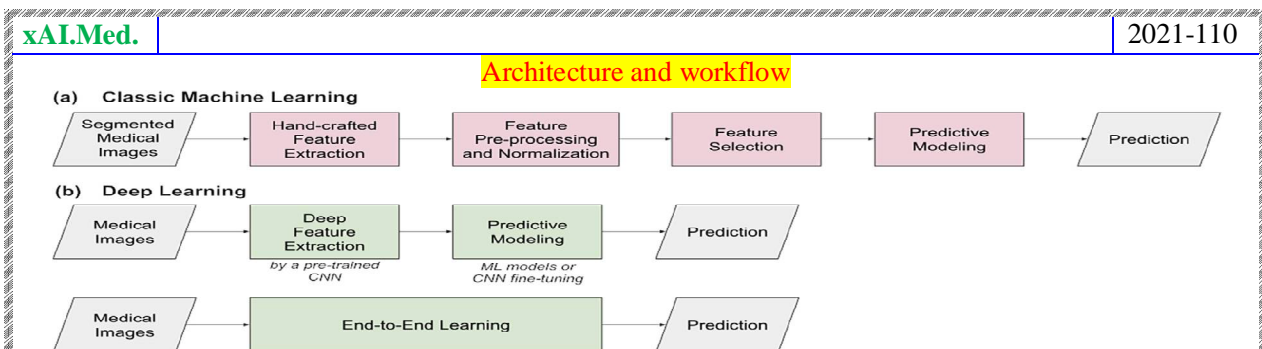 xAI.Med.
2021-110
Architecture and workflow
(a) Classic Machine Learning
Segmented
Medical
Images
Hand-crafted
Feature
Extraction
Feature
Pre-processing
and Normalization
Feature
Selection
Predictive
Modeling
Prediction
(b) Deep Learning
Medical
Images
Deep
Feature
Extraction
by a pre-trained
CNN
Predictive
Modeling
ML models or
CNN fine-tuning
Prediction
Medical
Images
End-to-End Learning
Prediction